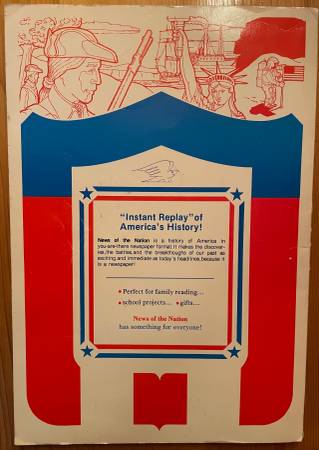 "Instant Replay" of
America's History!
News of the Nation is a history of America in
you-are-there newspaper format. It makes the discover-
ies, the battles, and the breakthroughs of our past as
exciting and immediate as today's headlines, because it
is a newspaper!
• Perfect for family reading...
• school projects... • gifts...
News of the Nation
has something for everyone!